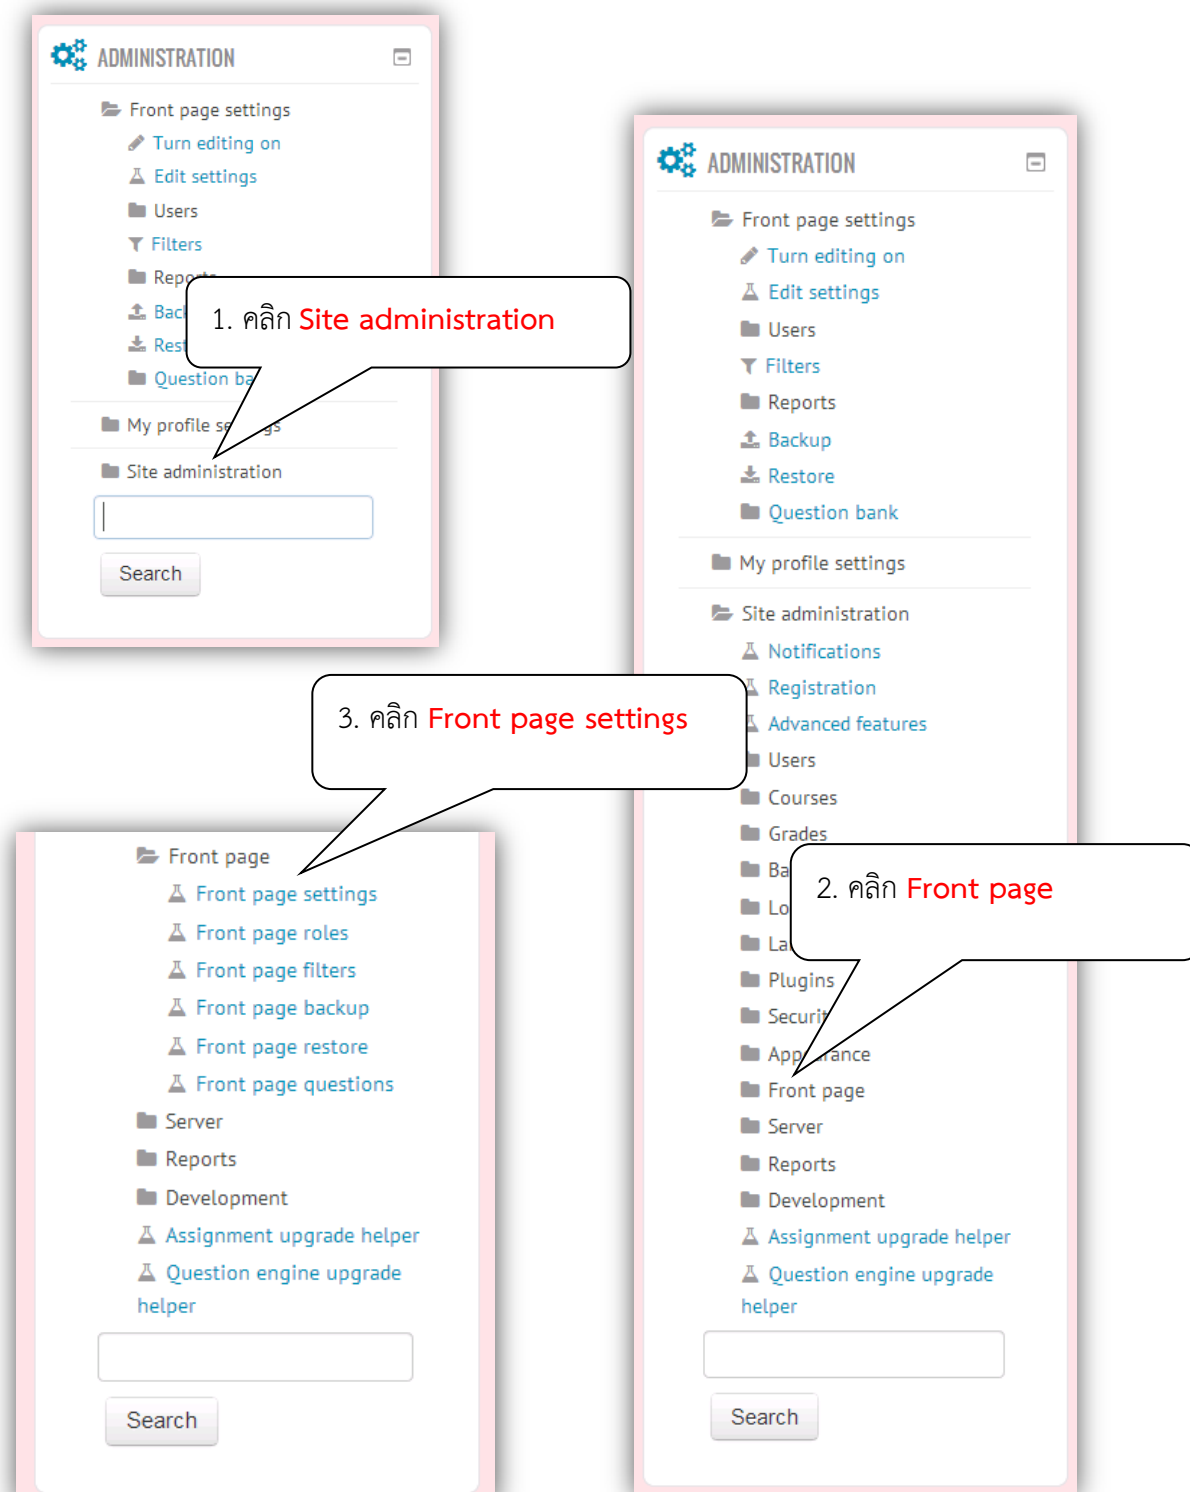 ADMINISTRATION
Front page settings
Turn editing on
Edit settings
Users
Filters
1. คลิก Site administration
Question
My profile
Site administration
Search
ADMINISTRATION
Front page settings
Turn editing on
Edit settings
Users
Filters
Reports
Backup
Restore
Question bank
My profile settings
Site administration
Notifications
Registration
Advanced features
Users
Courses
Grades
2. คลิก Front page
Plugins
Appearance
Front page
Server
Reports
Development
Assignment upgrade helper
Question engine upgrade
helper
Search
3. คลิก Front page settings
Front page
Front page settings
Front page roles
Front page filters
Front page backup
Front page restore
Front page questions
Server
Reports
Development
Assignment upgrade helper
Question engine upgrade
helper
Search